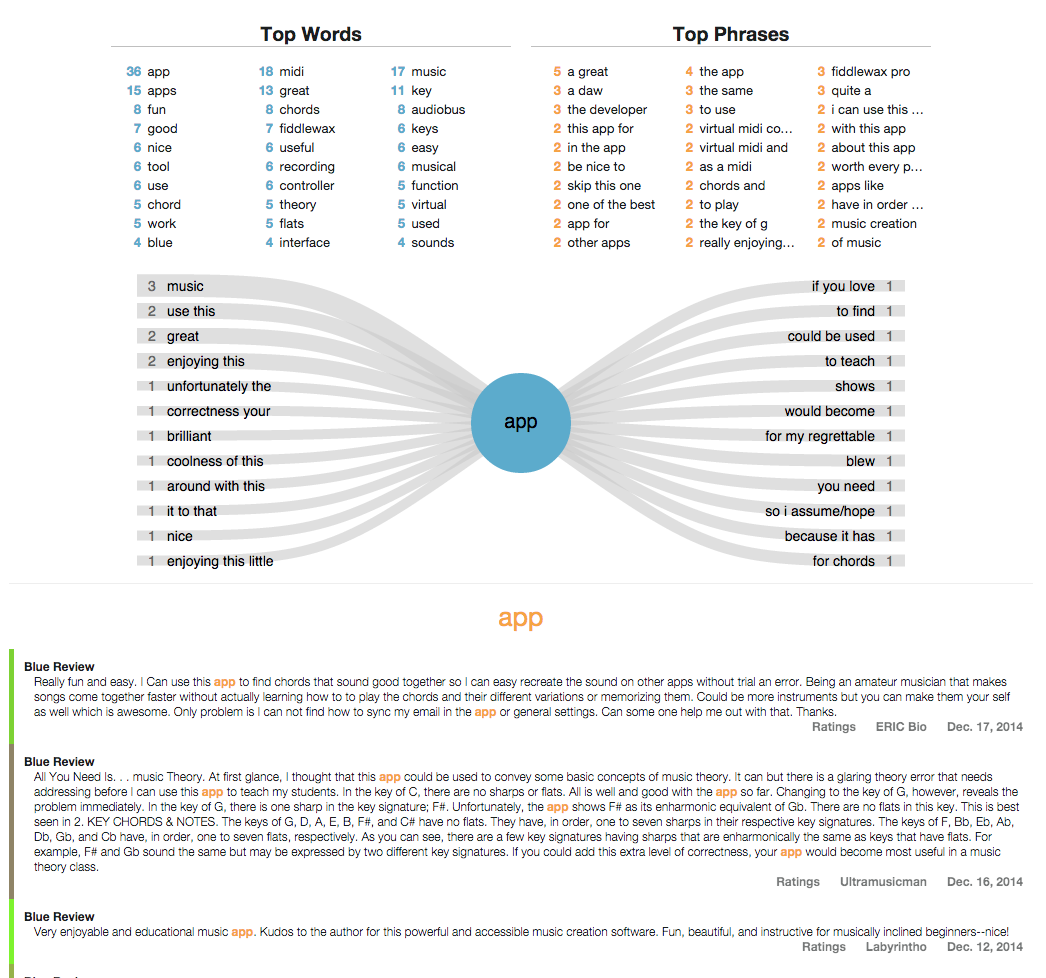 Top Words
Top Phrases
36 app 18 midi 17 music 5 a great 4 the app 3 fiddlewax pro
15 apps 13 great 11 key 3 a daw 3 the same 3 quite a
8 fun 8 chords 8 audiobus 3 the developer 3 to use 2 i can use this ...
7 good 7 fiddlewax 6 keys 2 this app for 2 virtual midi co... 2 with this app
6 nice 6 useful 6 easy 2 in the app 2 virtual midi and 2 about this app
6 tool 6 recording 6 musical 2 be nice to 2 as a midi 2 worth every p...
6 use 6 controller 5 function 2 skip this one 2 chords and 2 apps like
5 chord 5 theory 5 virtual 2 one of the best 2 to play 2 have in order ...
5 work 5 flats 5 used 2 app for 2 the key of g 2 music creation
4 blue 4 interface 4 sounds 2 other apps 2 really enjoying... 2 of music
3 music if you love 1
2 use this to find 1
2 great could be used 1
2 enjoying this to teach 1
1 unfortunately the shows 1
1 correctness your would become 1
app
1 brilliant for my regrettable 1
1 coolness of this blew 1
1 around with this you need 1
1 it to that so i assume/hope 1
1 nice because it has 1
1 enjoying this little for chords 1
app
Blue Review
Really fun and easy. I Can use this app to find chords that sound good together so I can easy recreate the sound on other apps without trial an error. Being an amateur musician that makes
songs come together faster without actually learning how to to play the chords and their different variations or memorizing them. Could be more instruments but you can make them your self
as well which is awesome. Only problem is I can not find how to sync my email in the app or general settings. Can some one help me out with that. Thanks.
Ratings ERIC Bio Dec. 17, 2014
Blue Review
All You Need Is. . . music Theory. At first glance, I thought that this app could be used to convey some basic concepts of music theory. It can but there is a glaring theory error that needs
addressing before I can use this app to teach my students. In the key of C, there are no sharps or flats. All is well and good with the app so far. Changing to the key of G, however, reveals the
problem immediately. In the key of G, there is one sharp in the key signature; F#. Unfortunately, the app shows F# as its enharmonic equivalent of Gb. There are no flats in this key. This is best
seen in 2. KEY CHORDS & NOTES. The keys of G, D, A, E, B, F#, and C# have no flats. They have, in order, one to seven sharps in their respective key signatures. The keys of F, Bb, Eb, Ab,
Db, Gb, and Cb have, in order, one to seven flats, respectively. As you can see, there are a few key signatures having sharps that are enharmonically the same as keys that have flats. For
example, F# and Gb sound the same but may be expressed by two different key signatures. If you could add this extra level of correctness, your app would become most useful in a music
theory class.
Ratings Ultramusicman Dec. 16, 2014
Blue Review
Very enjoyable and educational music app. Kudos to the author for this powerful and accessible music creation software. Fun, beautiful, and instructive for musically inclined beginners--nice!
Ratings Labyrintho Dec. 12, 2014